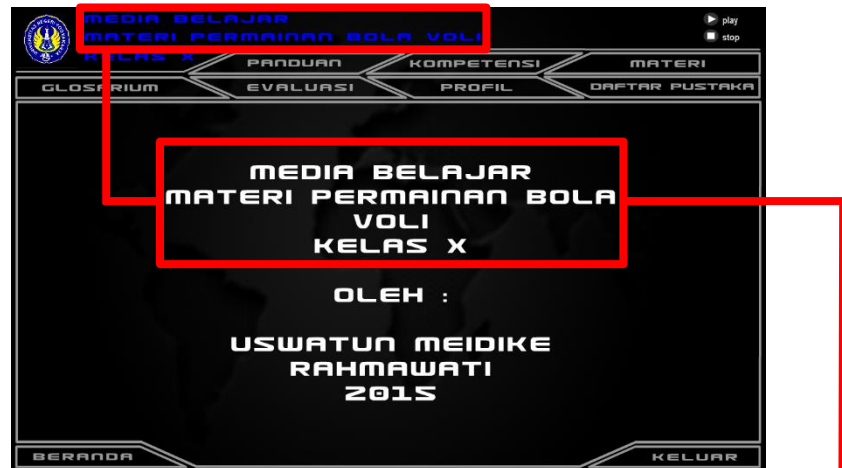 MEDIA BELAJAR
MATERI PERMAINAN BOLA VOLI
KELAS X
play
stop
PANDUAN
KOMPETENSI
MATERI
GLOSARIUM
EVALUASI
PROFIL
DAFTAR PUSTAKA
MEDIA BELAJAR
MATERI PERMAINAN BOLA
VOLI
KELAS X
OLEH :
USWATUN MEIDIKE
RAHMAWATI
2015
BERANDA
KELUAR